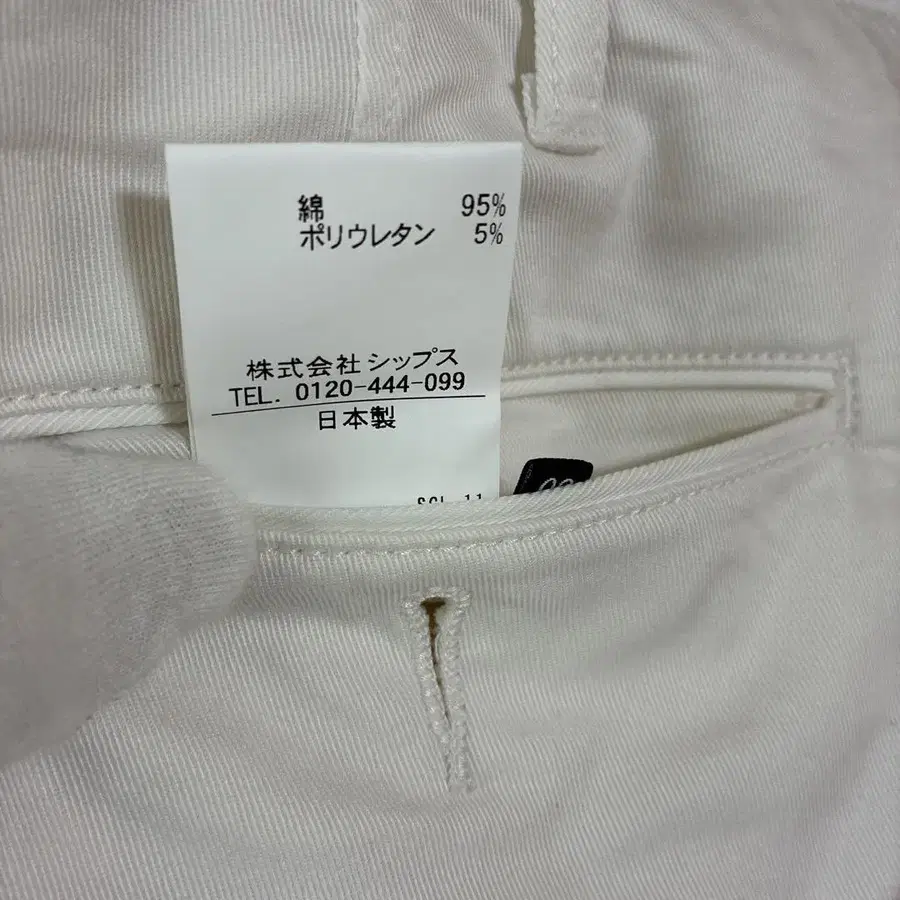 綿 95%
ポリウレタン 5%
株式会社シップス
TEL. 0120-444-099
日本製